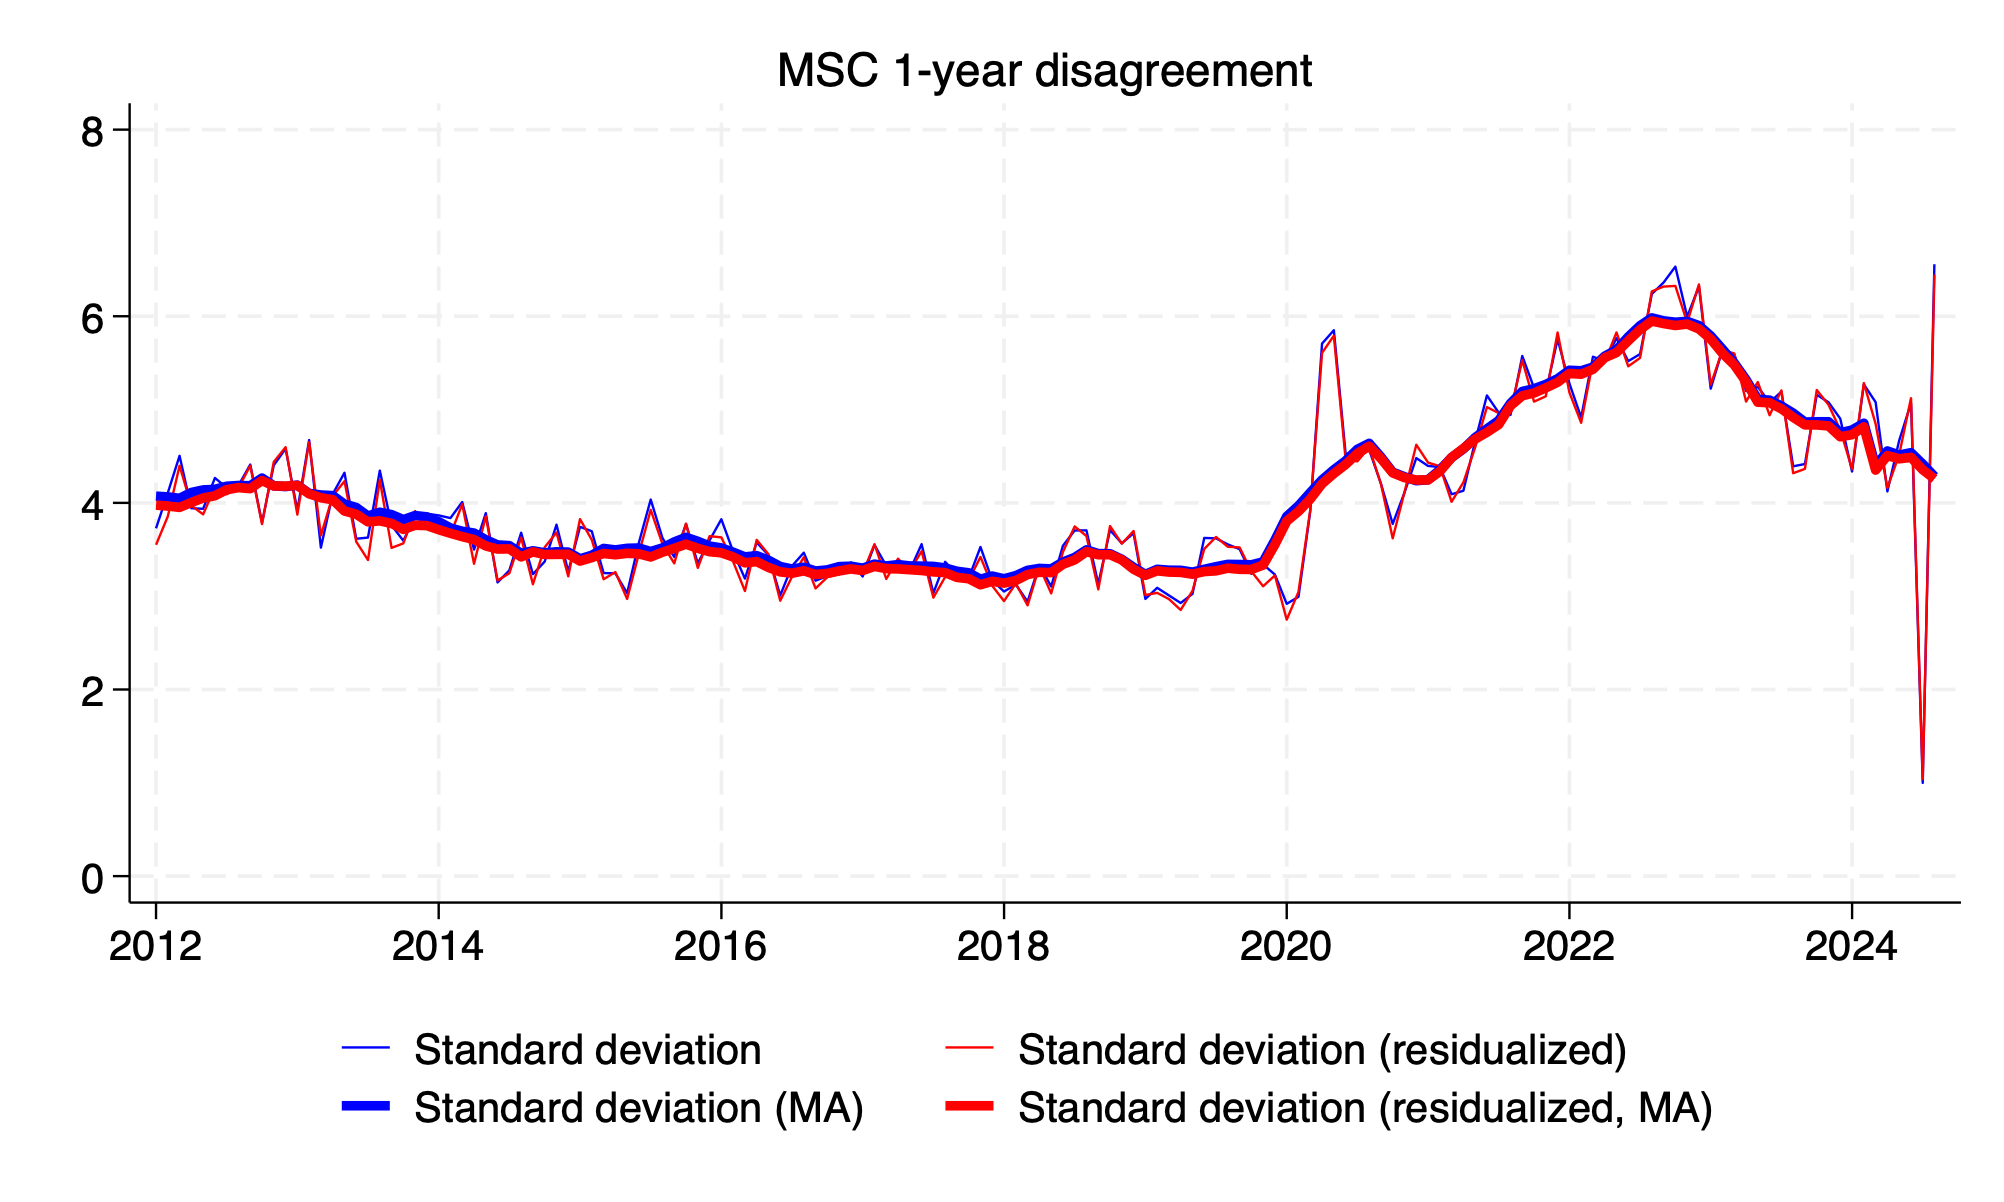 MSC 1-year disagreement
8
6
4
2
0
2012 2014 2016 2018 2020 2022 2024
Standard deviation Standard deviation (residualized)
Standard deviation (MA) Standard deviation (residualized, MA)